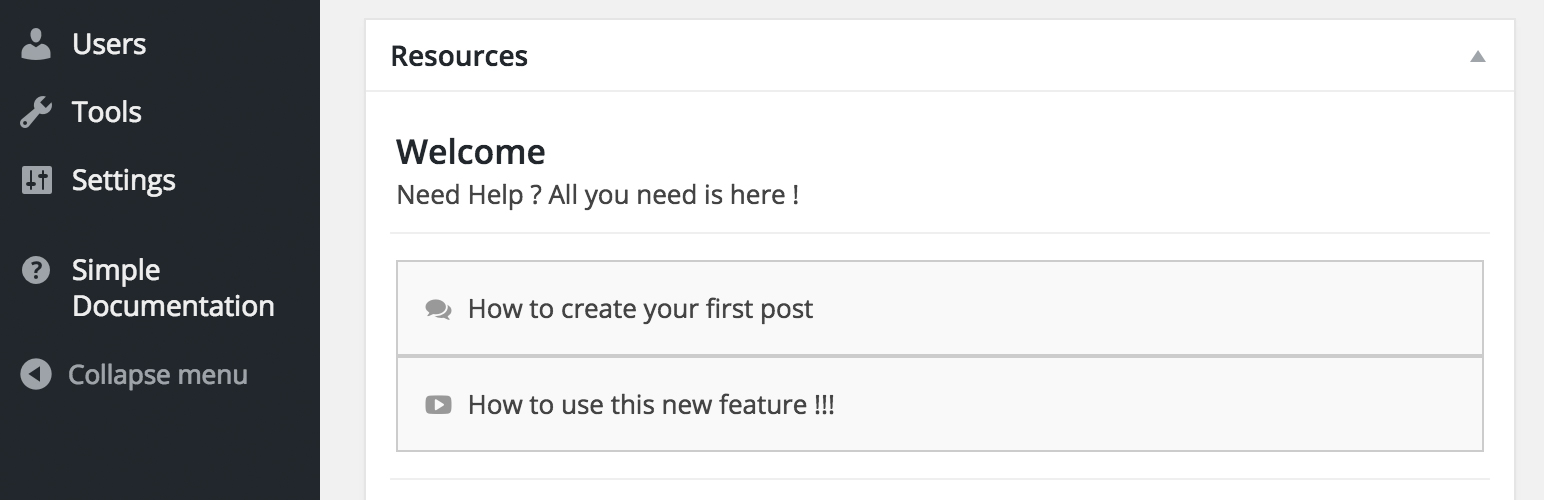 Users
Tools
Settings
Simple
Documentation
Collapse menu
Resources
Welcome
Need Help ? All you need is here !
How to create your first post
How to use this new feature !!!